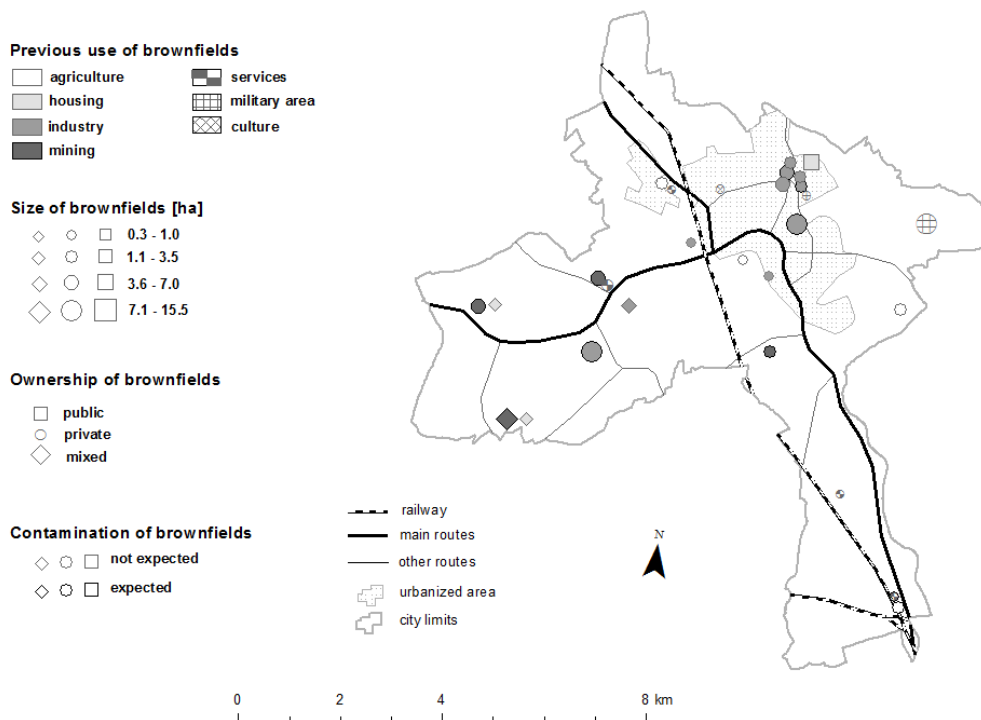 Previous use of brownfields
agriculture
services
housing
military area
industry
culture
mining
Size of brownfields [ha]
0.3 - 1.0
1.1 - 3.5
3.6 - 7.0
7.1 - 15.5
Ownership of brownfields
public
private
mixed
Contamination of brownfields
not expected
expected
railway
main routes
other routes
urbanized area
city limits
N
0 2 4 6 8 km